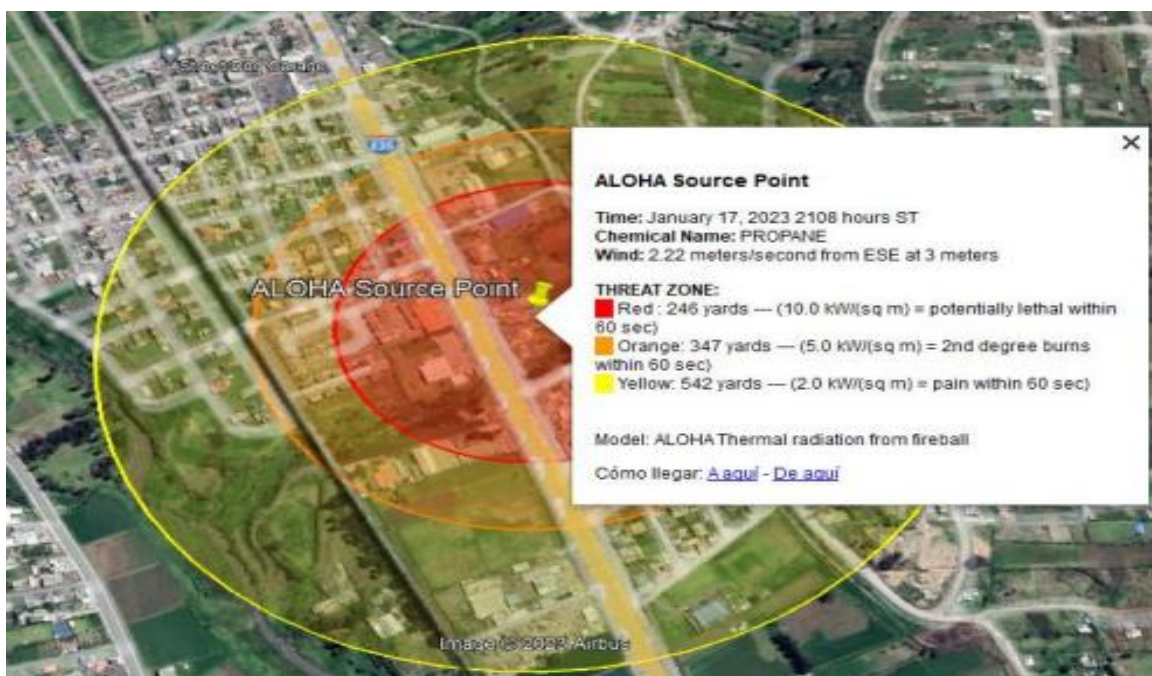 E35
ALOHA Source Point
×
ALOHA Source Point
Time: January 17, 2023 2108 hours ST
Chemical Name: PROPANE
Wind: 2.22 meters/second from ESE at 3 meters
THREAT ZONE:
Red : 246 yards --- (10.0 kW/(sq m) = potentially lethal within
60 sec)
Orange: 347 yards --- (5.0 kW/(sq m) = 2nd degree burns
within 60 sec)
Yellow: 542 yards --- (2.0 kW/(sq m) = pain within 60 sec)
Model: ALOHA Thermal radiation from fireball
Cómo llegar: A aquí - De aquí
Image © 2023 Airbus